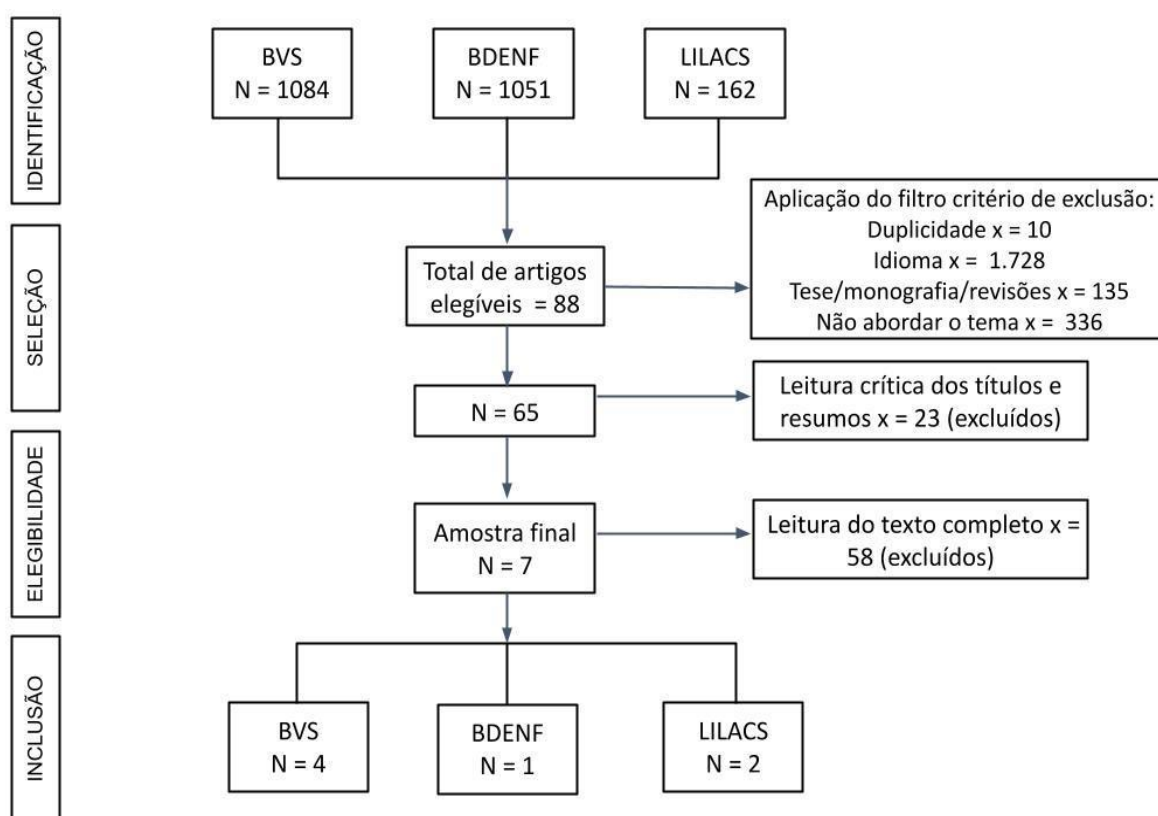 IDENTIFICAÇÃO
BVS
N = 1084
BDENF
N = 1051
LILACS
N = 162
SELEÇÃO
Total de artigos
elegíveis = 88
Aplicação do filtro critério de exclusão:
Duplicidade x = 10
Idioma x = 1.728
Tese/monografia/revisões x = 135
Não abordar o tema x = 336
N = 65
Leitura crítica dos títulos e
resumos x = 23 (excluídos)
ELEGIBILIDADE
Amostra final
N = 7
Leitura do texto completo x =
58 (excluídos)
INCLUSÃO
BVS
N = 4
BDENF
N = 1
LILACS
N = 2